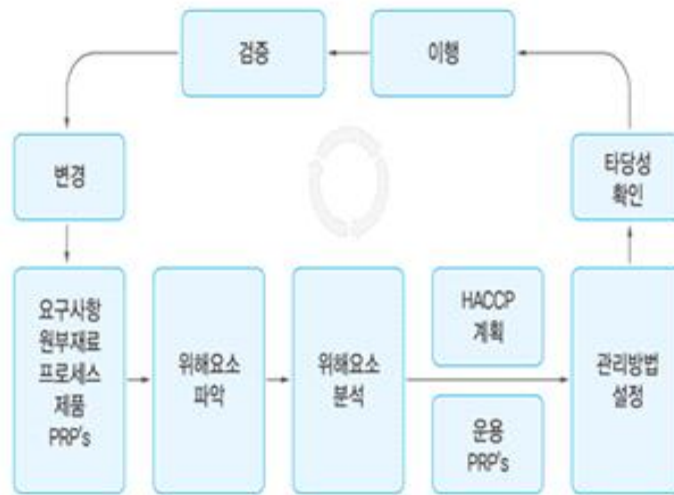 검증
이행
변경
타당성
확인
요구사항
원부재료
프로세스
제품
PRP's
위해요소
파악
위해요소
분석
HACCP
계획
운용
PRP's
관리방법
설정